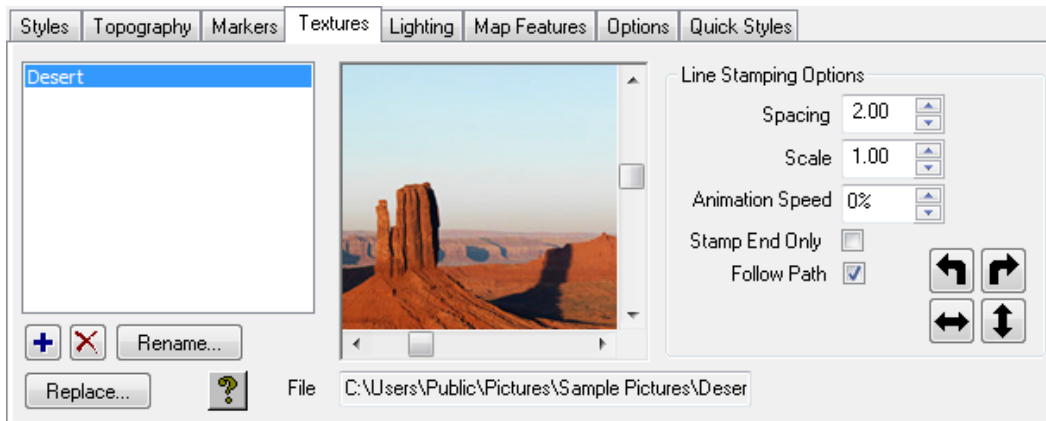 Styles Topography Markers Textures Lighting Map Features Options Quick Styles
Desert
Line Stamping Options
Spacing 2.00
Scale 1.00
Animation Speed 0%
Stamp End Only
Follow Path
Rename...
Replace... ? File C:\Users\Public\Pictures\Sample Pictures\Deser